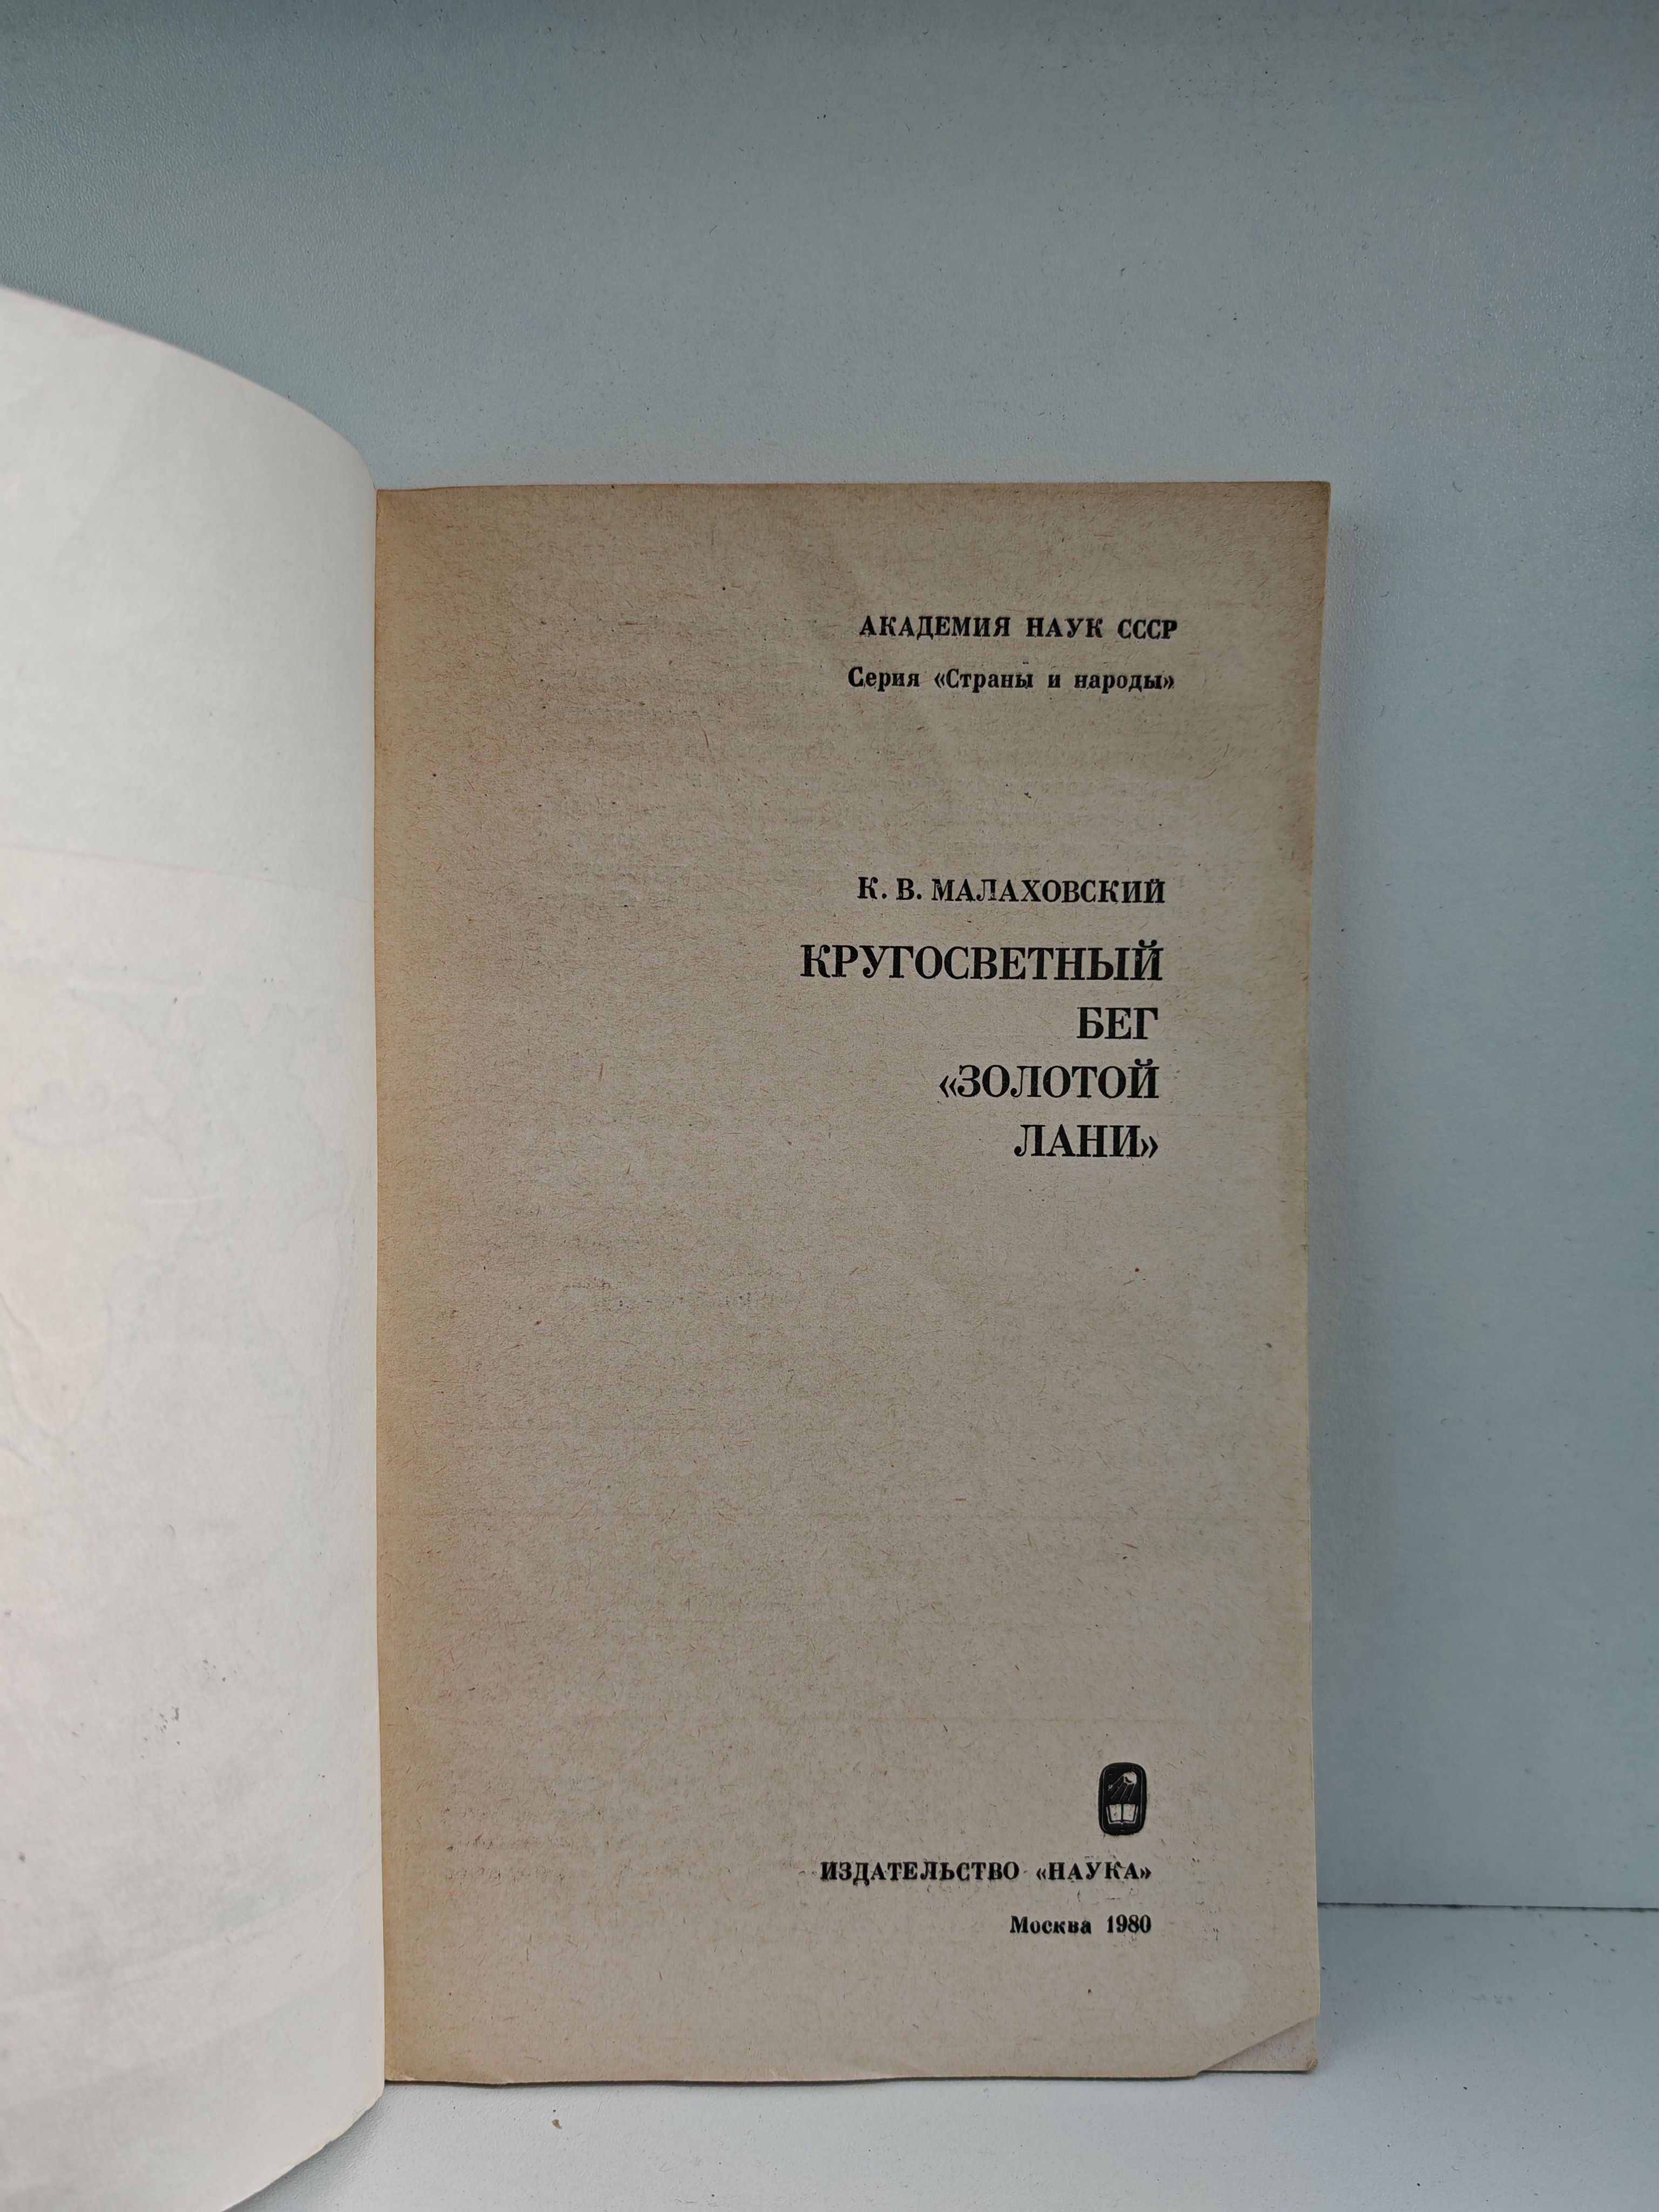 АКАДЕМИЯ НАУК СССР
Серия «Страны и народы»
К. В. МАЛАХОВСКИЙ
КРУГОСВЕТНЫЙ
БЕГ
«ЗОЛОТОЙ
ЛАНИ»
ИЗДАТЕЛЬСТВО «НАУКА»
Москва 1980